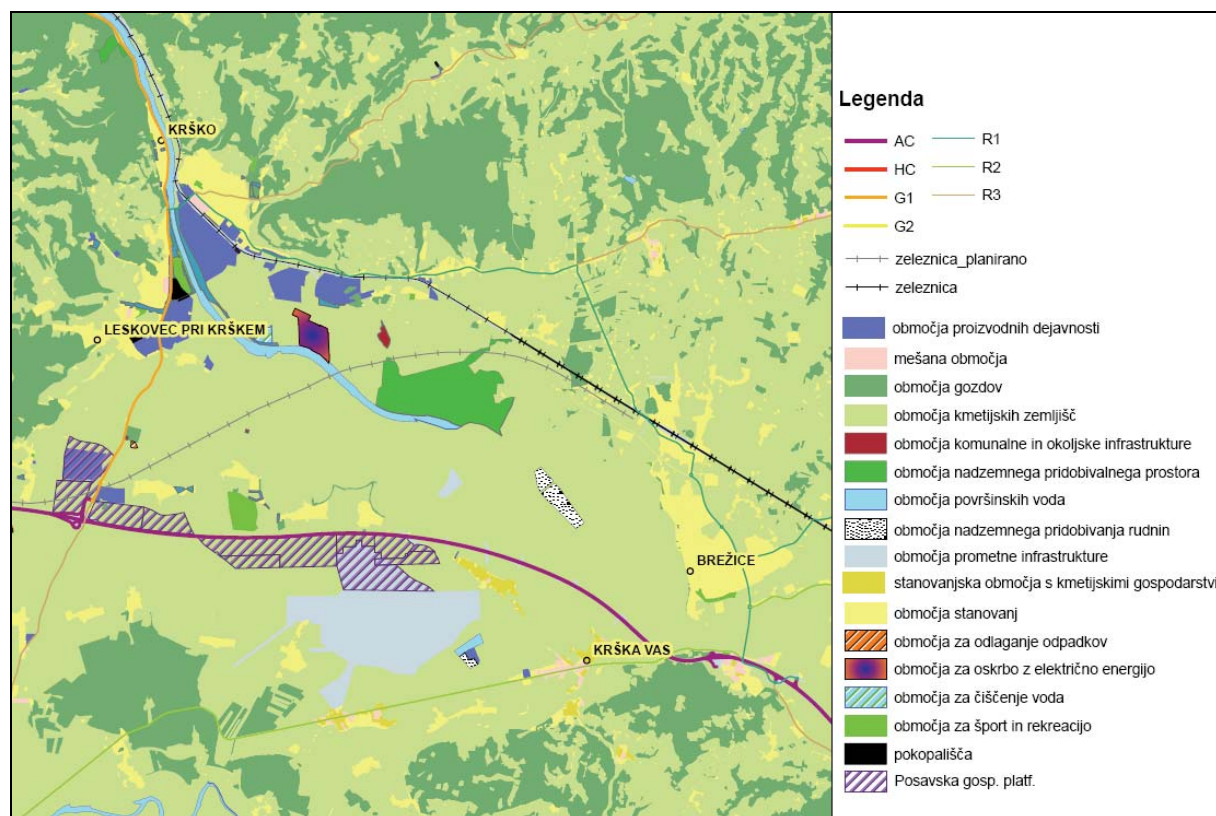 KRŠKO
LESKOVEC PRI KRŠKEM
BREŽICE
KRŠKA VAS
Legenda
AC R1
HC R2
G1 R3
G2
zeleznica_planirano
zeleznica
območja proizvodnih dejavnosti
mešana območja
območja gozdov
območja kmetijskih zemljišč
območja komunalne in okoljske infrastrukture
območja nadzemnega pridobivalnega prostora
območja površinskih voda
območja nadzemnega pridobivanja rudnin
območja prometne infrastrukture
stanovanjska območja s kmetijskimi gospodarstvi
območja stanovanj
območja za odlaganje odpadkov
območja za oskrbo z električno energijo
območja za čiščenje voda
območja za šport in rekreacijo
pokopališča
Posavska gosp. platf.